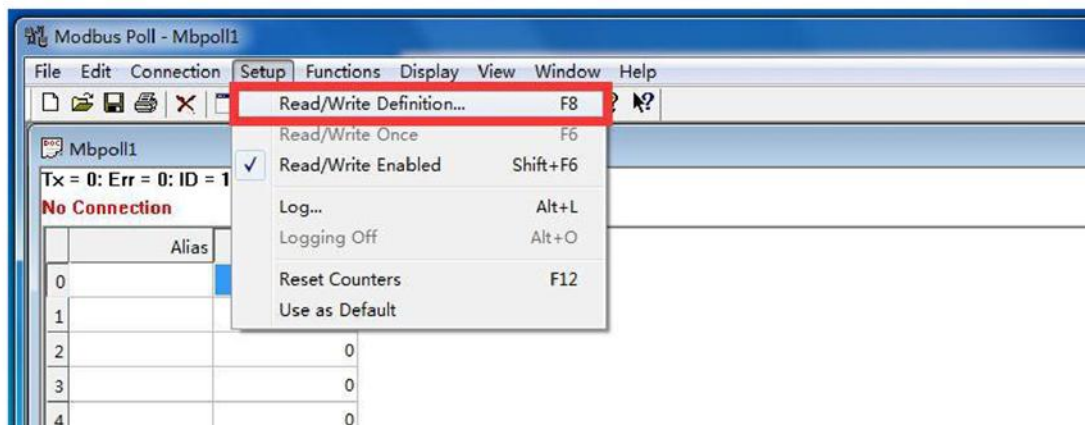 Modbus Poll - Mbpoll1
File Edit Connection Setup Functions Display View Window Help
Read/Write Definition... F8
Read/Write Once F6
Mbpoll1
Read/Write Enabled Shift+F6
Tx = 0: Err = 0: ID = 1
No Connection
Log... Alt+L
Logging Off Alt+O
Alias
Reset Counters F12
0
Use as Default
1
2 0
3 0
4 0